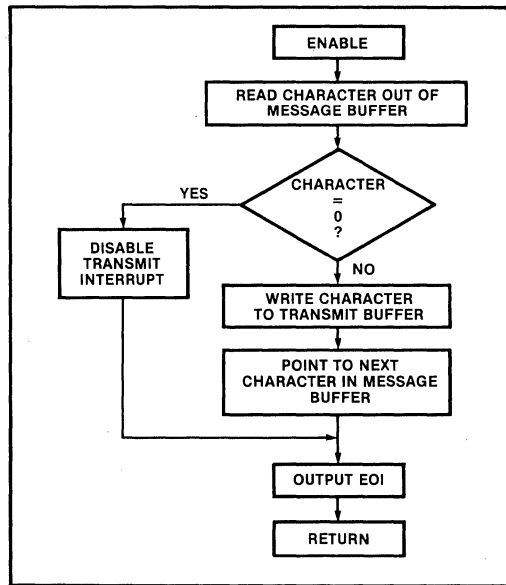 ENABLE
READ CHARACTER OUT OF
MESSAGE BUFFER
CHARACTER
=
0
?
YES
NO
DISABLE
TRANSMIT
INTERRUPT
WRITE CHARACTER
TO TRANSMIT BUFFER
POINT TO NEXT
CHARACTER IN MESSAGE
BUFFER
OUTPUT EOI
RETURN